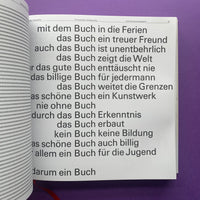 mit dem Buch in die Ferien
das Buch ein treuer Freund
auch das Buch ist unentbehrlich
das Buch zeigt die Welt
das gute Buch enttäuscht nie
das billige Buch für jedermann
das Buch weitet die Grenzen
das schöne Buch ein Kunstwerk
nie ohne Buch
durch das Buch Erkenntnis
das Buch erbaut
kein Buch keine Bildung
das schöne Buch auch billig
allem ein Buch für die Jugend
darum ein Buch